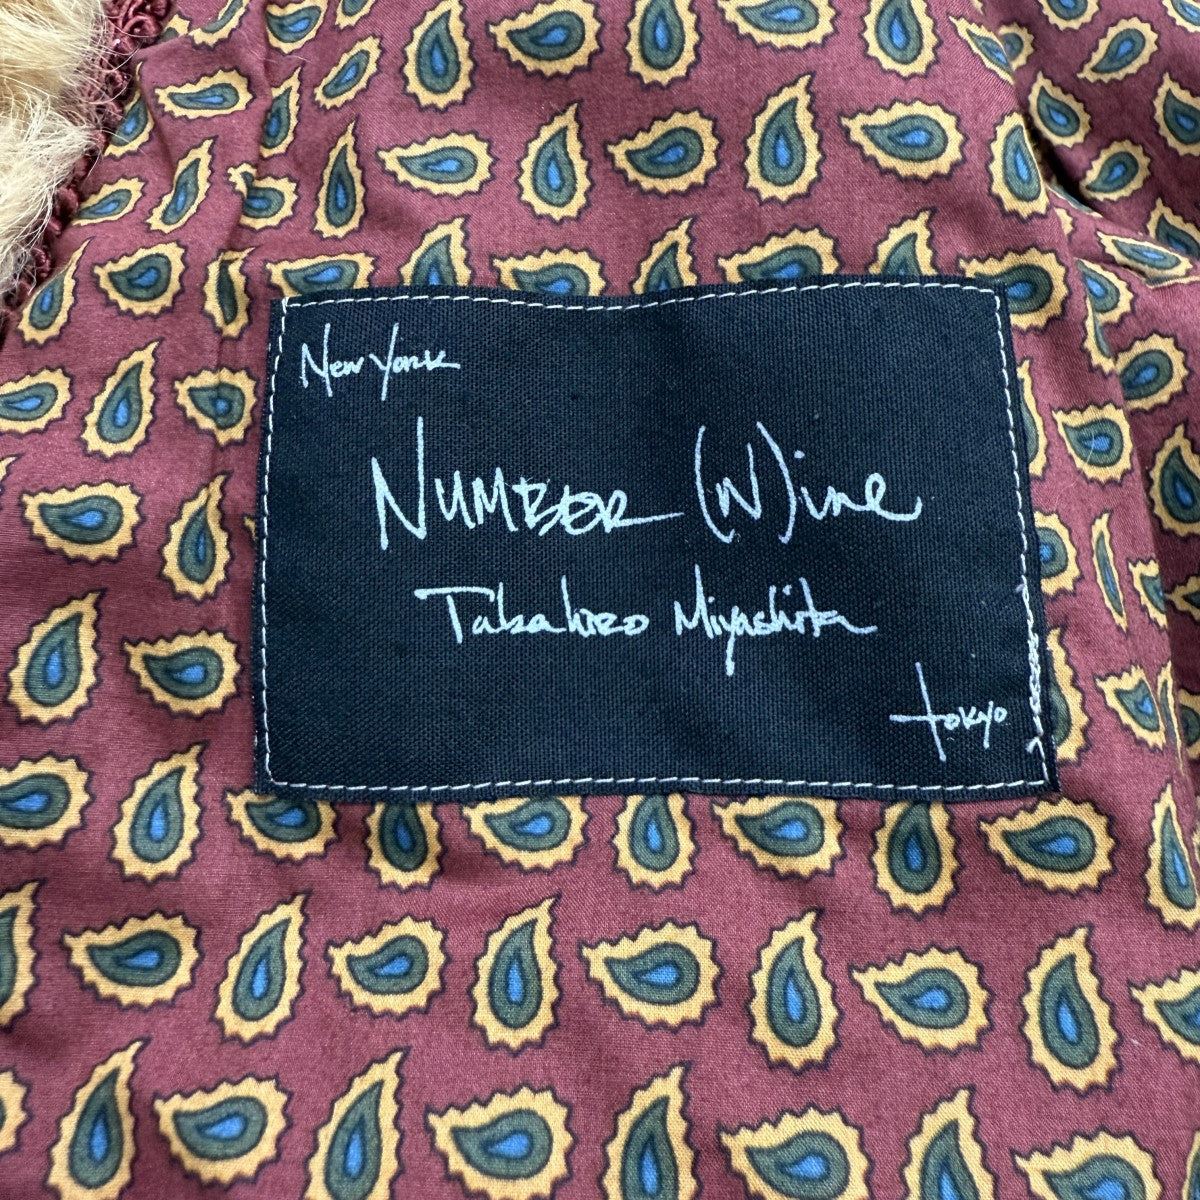 New York
NUMBER (N)ine
Takahiro Miyashita
tokyo